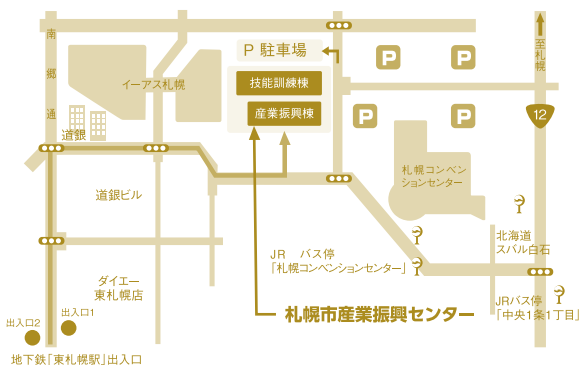 南郷通
P 駐車場
至札幌
P
P
イーアス札幌
技能訓練棟
産業振興棟
P
P
12
道銀
札幌コンベン
ションセンター
道銀ビル
北海道
スバル白石
JR バス停
「札幌コンベンションセンター」
ダイエー
東札幌店
JRバス停
「中央1条1丁目」
出入口1
出入口2
札幌市産業振興センター
地下鉄「東札幌駅」出入口